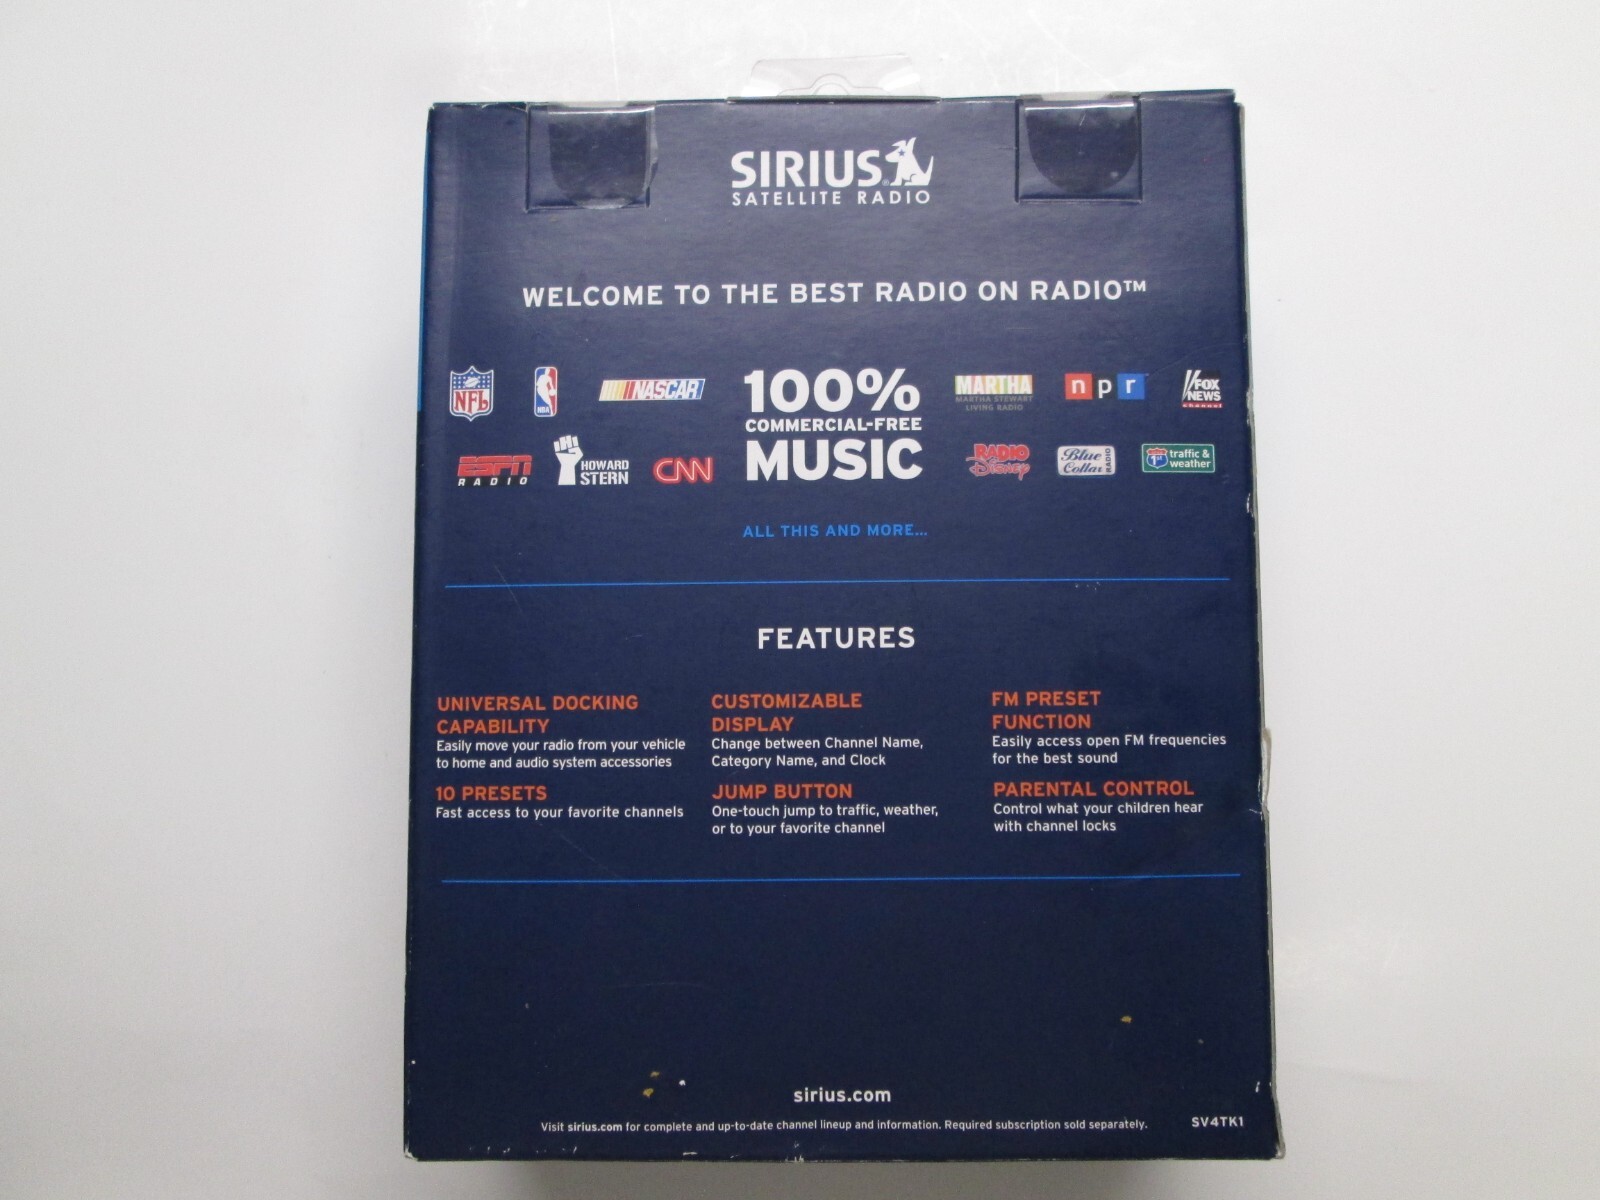 SIRIUS
SATELLITE RADIO
WELCOME TO THE BEST RADIO ON RADIO™
NFL
NBA
NASCAR
100%
COMMERCIAL-FREE
MUSIC
MARTHA
MARTHA STEWART
LIVING RADIO
npr
FOX
NEWS
channel
ESPN
RADIO
HOWARD
STERN
CNN
RADIO
DISNEY
Blue
Collar RADIO
1st traffic &
weather
ALL THIS AND MORE...
FEATURES
UNIVERSAL DOCKING
CAPABILITY
Easily move your radio from your vehicle
to home and audio system accessories
10 PRESETS
Fast access to your favorite channels
CUSTOMIZABLE
DISPLAY
Change between Channel Name,
Category Name, and Clock
JUMP BUTTON
One-touch jump to traffic, weather,
or to your favorite channel
FM PRESET
FUNCTION
Easily access open FM frequencies
for the best sound
PARENTAL CONTROL
Control what your children hear
with channel locks
sirius.com
Visit sirius.com for complete and up-to-date channel lineup and information. Required subscription sold separately.
SV4TK1